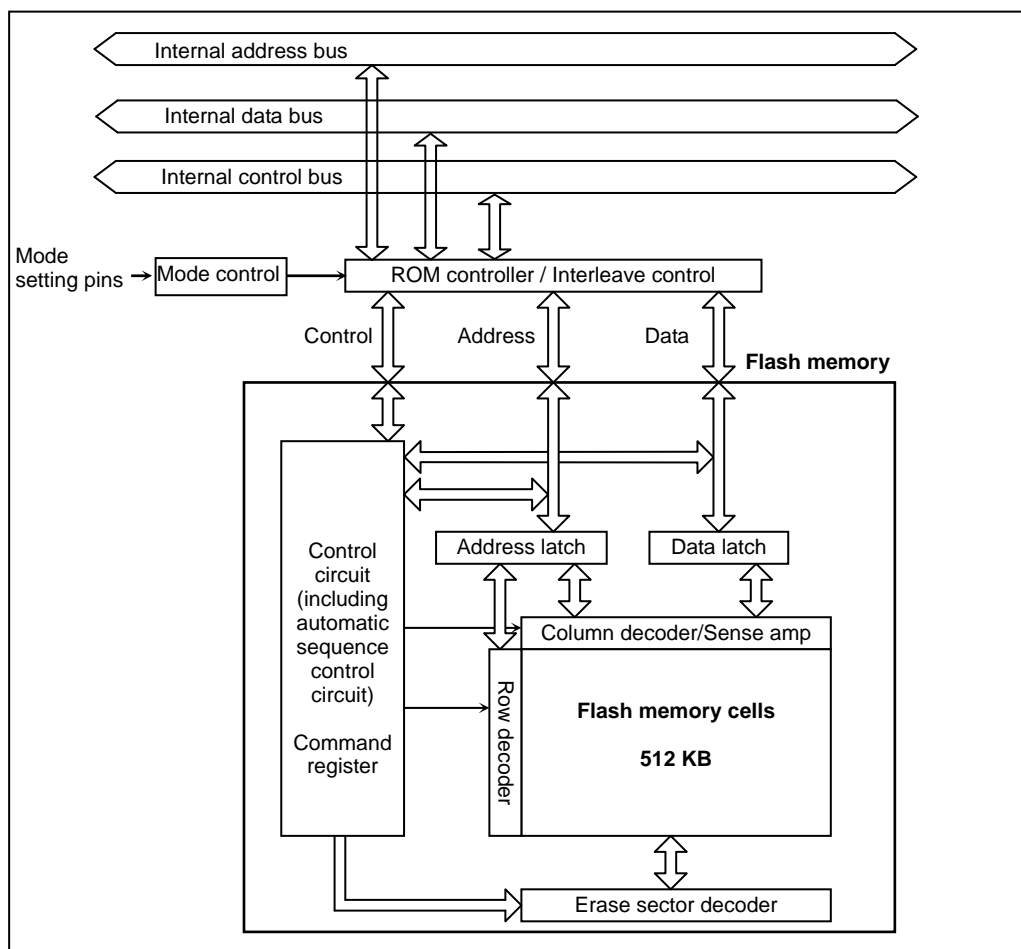 Internal address bus
Internal data bus
Internal control bus
Mode
setting pins
Mode control
ROM controller / Interleave control
Control
Address
Data
Flash memory
Control
circuit
(including
automatic
sequence
control
circuit)
Command
register
Address latch
Data latch
Column decoder/Sense amp
Row decoder
Flash memory cells
512 KB
Erase sector decoder